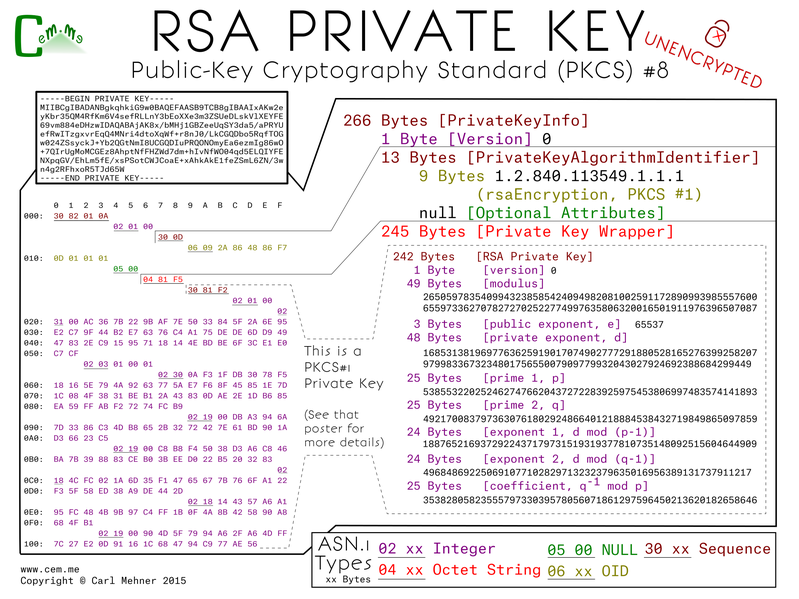 Cem.me
RSA PRIVATE KEY
UNENCRYPTED
Public-Key Cryptography Standard (PKCS) #8
-----BEGIN PRIVATE KEY-----
MIIBCgIBADANBgkqhkiG9w0BAQEFAASB9TCB8gIBAAIxAKw2e
yKbr35QM4RfKm6V4sefRLLnY3bEoXXe3m3ZSUeDLskVlXEYFE
69vm884eDHzwIDAQABAjAK8x/bMHj1GBZeeUqSY3da5/aPRYU
efRwITzgxvrEqQ4MNri4dtoXqWf+r8nJ0/LkCGQDbo5RqfTOG
w024ZSsyckJ+Yb2QGtNmI8UCGQDIuPRQONOmyEa6ezmIg86wO
+7QIrUgMoMCGEz8AhptNfFHZWd7dm+hIvNfWO04qd5ELQIYFE
NXpqGV/EhLm5fE/xsPSotCWJCoaE+xAhkAkE1feZSmL6ZN/3w
n4g2RFhxoR5TJd65W
-----END PRIVATE KEY-----
266 Bytes [PrivateKeyInfo]
1 Byte [Version] 0
13 Bytes [PrivateKeyAlgorithmIdentifier]
9 Bytes 1.2.840.113549.1.1.1
(rsaEncryption, PKCS #1)
null [Optional Attributes]
245 Bytes [Private Key Wrapper]
0 1 2 3 4 5 6 7 8 9 A B C D E F
000: 30 82 01 0A
02 01 00
30 0D
06 09 2A 86 48 86 F7
010: 0D 01 01 01
05 00
04 81 F5
30 81 F2
02 01 00
02
020: 31 00 AC 36 7B 22 9B AF 7E 50 33 84 5F 2A 6E 95
030: E2 C7 9F 44 B2 E7 63 76 C4 A1 75 DE DE 6D D9 49
040: 47 83 2E C9 15 95 71 18 14 4E BD BE 6F 3C E1 E0
050: C7 CF
02 03 01 00 01
02 30 0A F3 1F DB 30 78 F5
060: 18 16 5E 79 4A 92 63 77 5A E7 F6 8F 45 85 1E 7D
070: 1C 08 4F 38 31 BE B1 2A 43 83 0D AE 2E 1D B6 85
080: EA 59 FF AB F2 72 74 FC B9
02 19 00 DB A3 94 6A
090: 7D 33 86 C3 4D B8 65 2B 32 72 42 7E 61 BD 90 1A
0A0: D3 66 23 C5
02 19 00 C8 B8 F4 50 38 D3 A6 C8 46
0B0: BA 7B 39 88 83 CE B0 3B EE D0 22 B5 20 32 83
02
0C0: 18 4C FC 02 1A 6D 35 F1 47 65 67 7B 76 6F A1 22
0D0: F3 5F 58 ED 38 A9 DE 44 2D
02 18 14 43 57 A6 A1
0E0: 95 FC 48 4B 9B 97 C4 FF 1B 0F 4A 8B 42 58 90 A8
0F0: 68 4F B1
02 19 00 90 4D 5F 79 94 A6 2F A6 4D FF
100: 7C 27 E2 0D 91 16 1C 68 47 94 C9 77 AE 56
This is a
PKCS#1
Private Key
(See that
poster for
more details)
242 Bytes [RSA Private Key]
1 Byte [version] 0
49 Bytes [modulus]
3 Bytes [public exponent, e] 65537
48 Bytes [private exponent, d]
25 Bytes [prime 1, p]
25 Bytes [prime 2, q]
24 Bytes [exponent 1, d mod (p-1)]
24 Bytes [exponent 2, d mod (q-1)]
25 Bytes [coefficient, q-1 mod p]
ASN.1
Types
xx Bytes
02 xx Integer
05 00 NULL
30 xx Sequence
04 xx Octet String
06 xx OID
www.cem.me
Copyright © Carl Mehner 2015